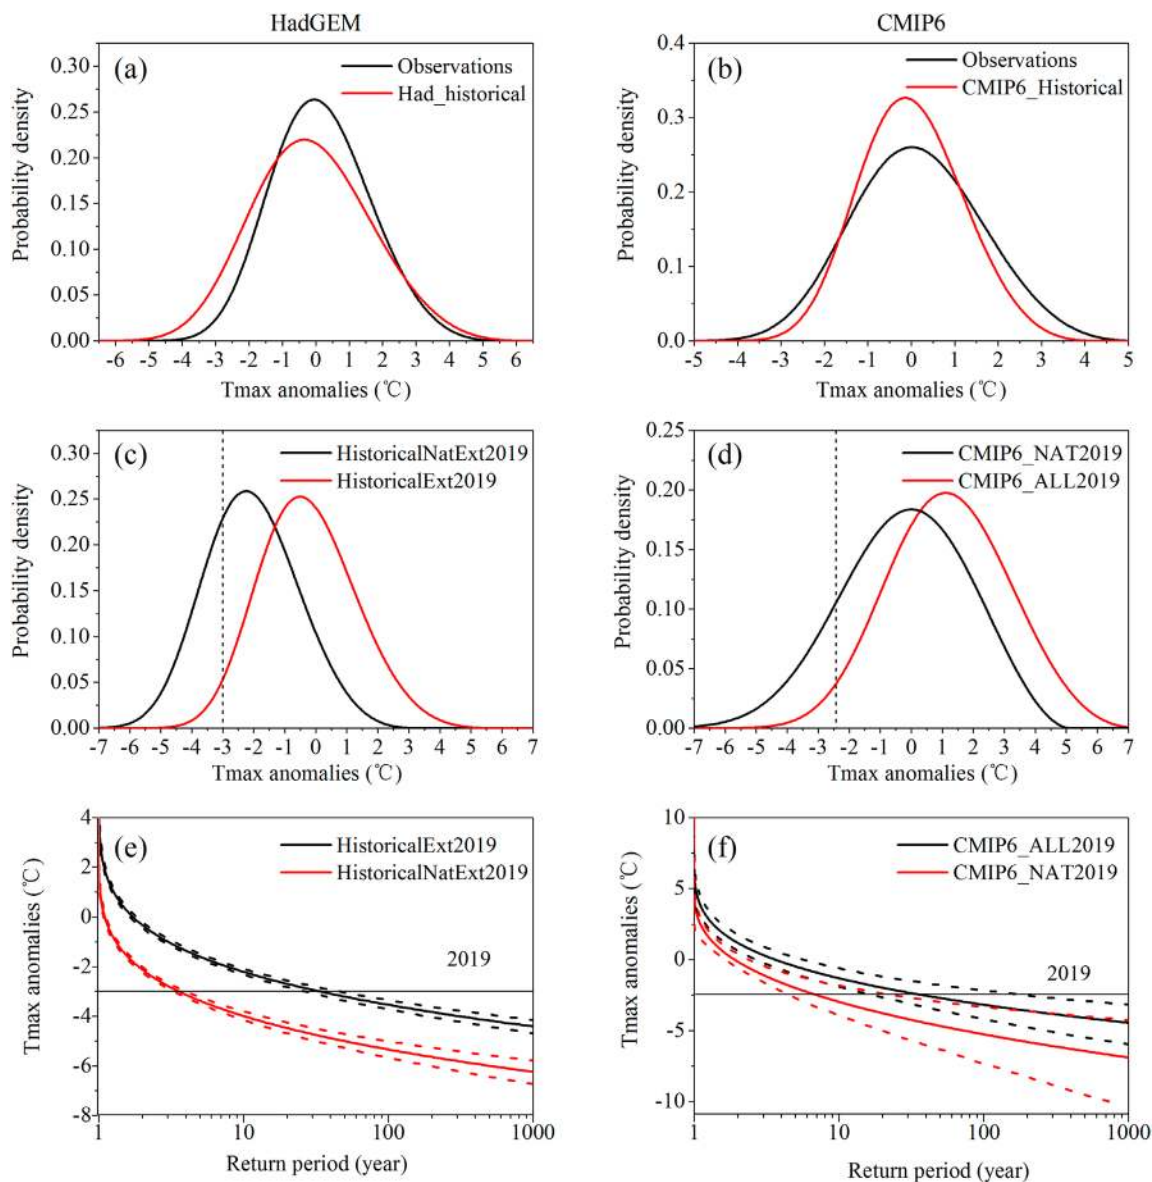 HadGEM
CMIP6
(a)
Observations
Had_historical
Probability density
0.30
0.25
0.20
0.15
0.10
0.05
0.00
-6 -5 -4 -3 -2 -1 0 1 2 3 4 5 6
Tmax anomalies (℃)
(b)
Observations
CMIP6_Historical
Probability density
0.4
0.3
0.2
0.1
0.0
-5 -4 -3 -2 -1 0 1 2 3 4 5
Tmax anomalies (℃)
(c)
HistoricalNatExt2019
HistoricalExt2019
Probability density
0.30
0.25
0.20
0.15
0.10
0.05
0.00
-7 -6 -5 -4 -3 -2 -1 0 1 2 3 4 5 6 7
Tmax anomalies (℃)
(d)
CMIP6_NAT2019
CMIP6_ALL2019
Probability density
0.25
0.20
0.15
0.10
0.05
0.00
-7 -6 -5 -4 -3 -2 -1 0 1 2 3 4 5 6 7
Tmax anomalies (℃)
(e)
HistoricalExt2019
HistoricalNatExt2019
2019
Tmax anomalies (℃)
4
2
0
-2
-4
-6
-8
1 10 100 1000
Return period (year)
(f)
CMIP6_ALL2019
CMIP6_NAT2019
2019
Tmax anomalies (℃)
10
5
0
-5
-10
1 10 100 1000
Return period (year)